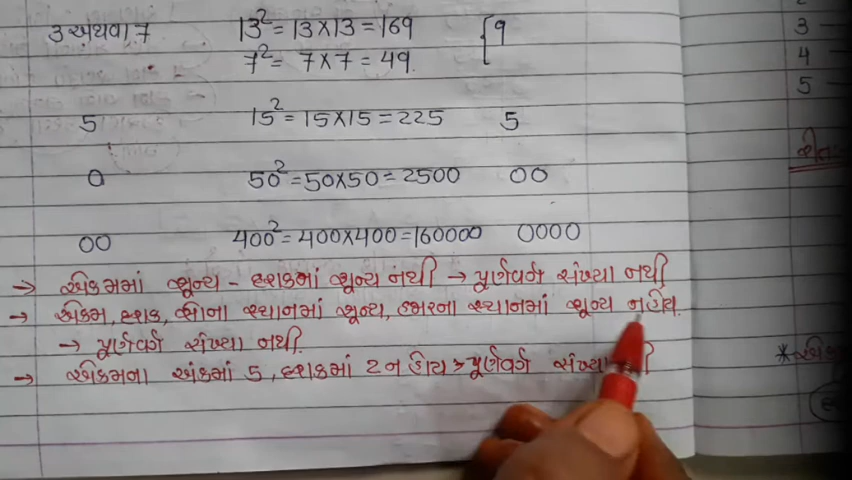 3 અથવા 7 13² = 13×13 = 169 { 9
7² = 7×7 = 49
5 15² = 15×15 = 225 5
0 50² = 50×50 = 2500 00
00 400² = 400×400 = 160000 0000
→ એકમમાં શૂન્ય - દશકમાં શૂન્ય નથી → પૂર્ણવર્ગ સંખ્યા નથી
→ એકમ, દશક, સોના સ્થાનમાં શૂન્ય, હજારના સ્થાનમાં શૂન્ય ન હોય.
→ પૂર્ણવર્ગ સંખ્યા નથી.
→ એકમના અંકમાં 5, દશકમાં 2 ન હોય → પૂર્ણવર્ગ સંખ્યા
3
4
5